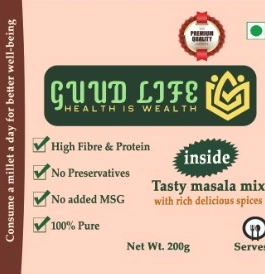 Consume a millet a day for better well-being
PREMIUM
QUALITY
GUUD LIFE
HEALTH IS WEALTH
High Fibre & Protein
No Preservatives
No added MSG
100% Pure
inside
Tasty masala mix
with rich delicious spices
Net Wt. 200g
Serves